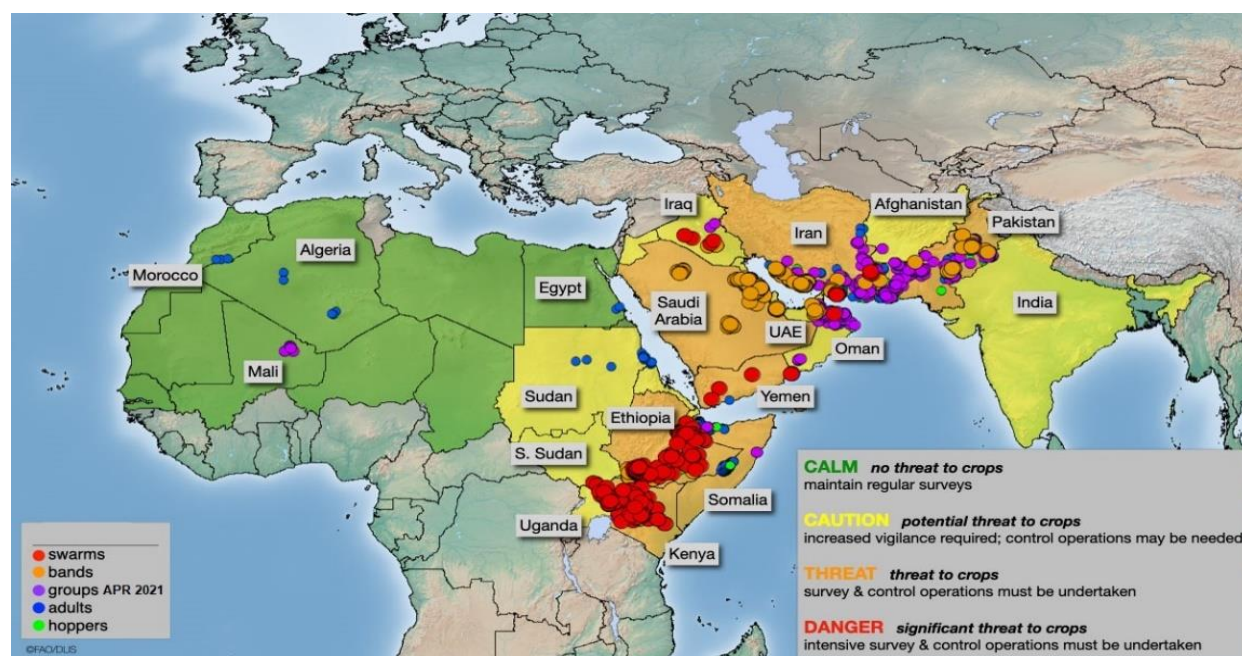 Iraq
Afghanistan
Pakistan
Iran
Algeria
Morocco
Egypt
Saudi
Arabia
India
UAE
Oman
Mali
Sudan
Yemen
Ethiopia
S. Sudan
Somalia
Uganda
Kenya
swarms
bands
groups APR 2021
adults
hoppers
©FAO/DLIS
CALM no threat to crops
maintain regular surveys
CAUTION potential threat to crops
increased vigilance required; control operations may be needed
THREAT threat to crops
survey & control operations must be undertaken
DANGER significant threat to crops
intensive survey & control operations must be undertaken